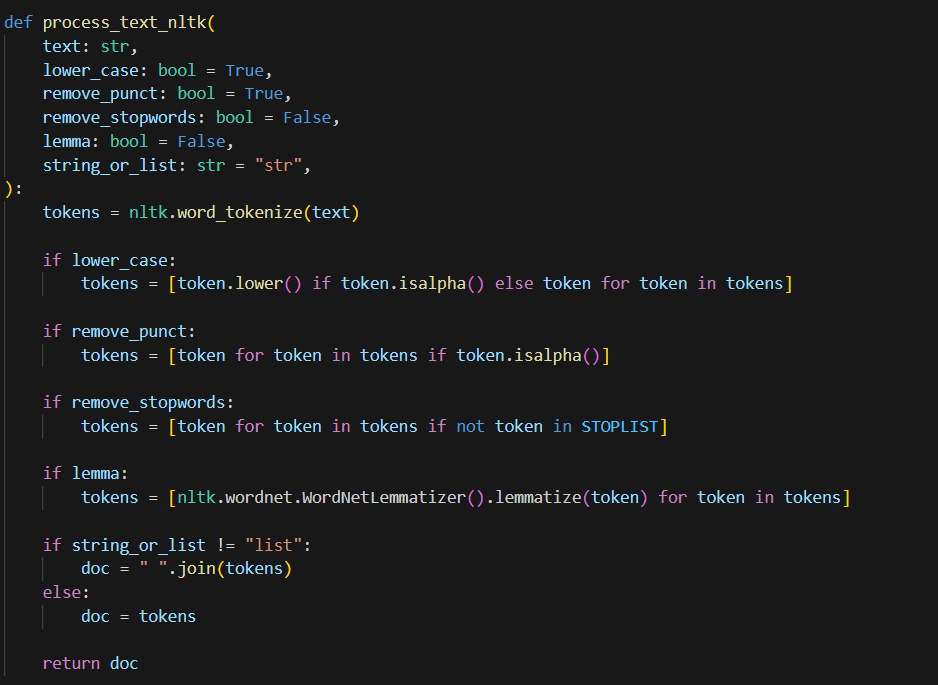 def process_text_nltk(
    text: str,
    lower_case: bool = True,
    remove_punct: bool = True,
    remove_stopwords: bool = False,
    lemma: bool = False,
    string_or_list: str = "str",
):
    tokens = nltk.word_tokenize(text)

    if lower_case:
        tokens = [token.lower() if token.isalpha() else token for token in tokens]

    if remove_punct:
        tokens = [token for token in tokens if token.isalpha()]

    if remove_stopwords:
        tokens = [token for token in tokens if not token in STOPLIST]

    if lemma:
        tokens = [nltk.wordnet.WordNetLemmatizer().lemmatize(token) for token in tokens]

    if string_or_list != "list":
        doc = " ".join(tokens)
    else:
        doc = tokens

    return doc